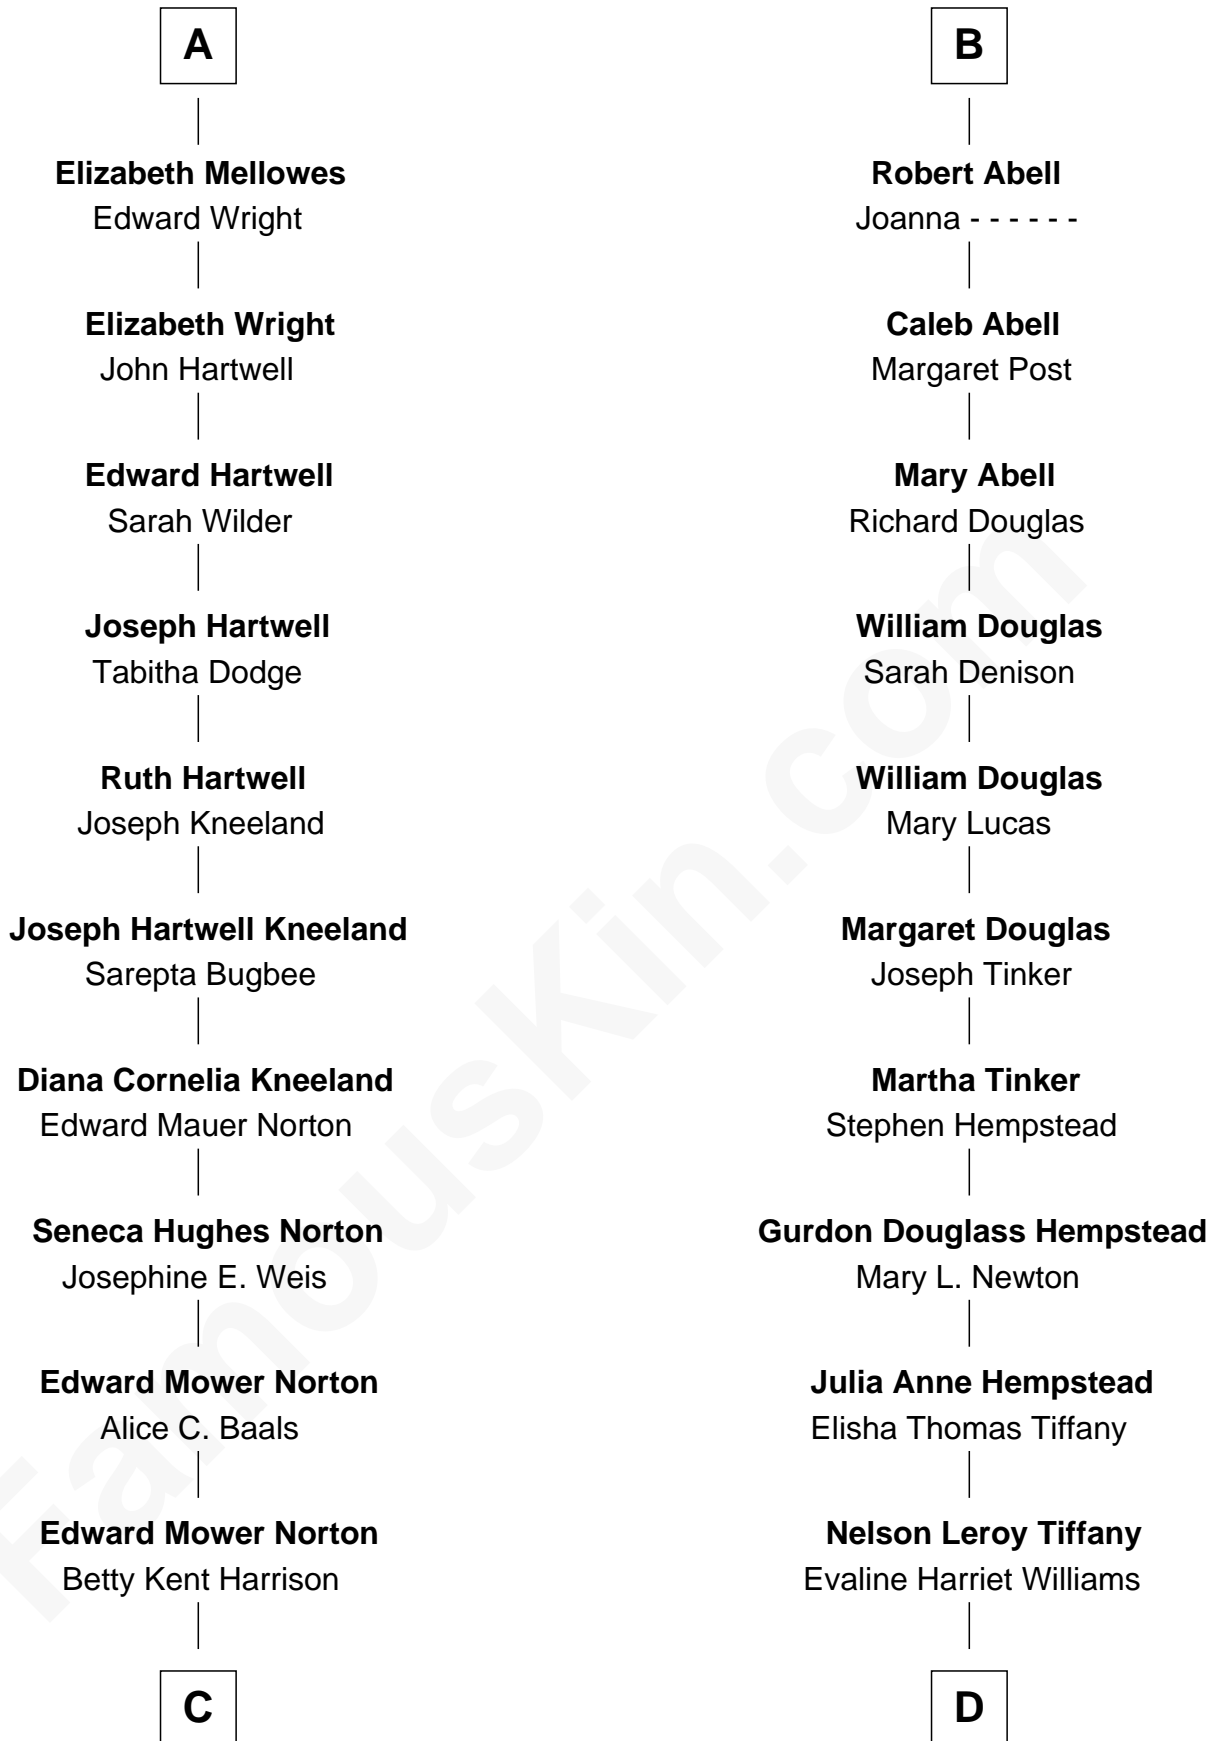 A
Elizabeth Mellowes
Edward Wright
Elizabeth Wright
John Hartwell
Edward Hartwell
Sarah Wilder
Joseph Hartwell
Tabitha Dodge
Ruth Hartwell
Joseph Kneeland
Joseph Hartwell Kneeland
Sarepta Bugbee
Diana Cornelia Kneeland
Edward Mauer Norton
Seneca Hughes Norton
Josephine E. Weis
Edward Mower Norton
Alice C. Baals
Edward Mower Norton
Betty Kent Harrison
C
B
Robert Abell
Joanna - - - - - -
Caleb Abell
Margaret Post
Mary Abell
Richard Douglas
William Douglas
Sarah Denison
William Douglas
Mary Lucas
Margaret Douglas
Joseph Tinker
Martha Tinker
Stephen Hempstead
Gurdon Douglass Hempstead
Mary L. Newton
Julia Anne Hempstead
Elisha Thomas Tiffany
Nelson Leroy Tiffany
Evaline Harriet Williams
D
FamousKin.com